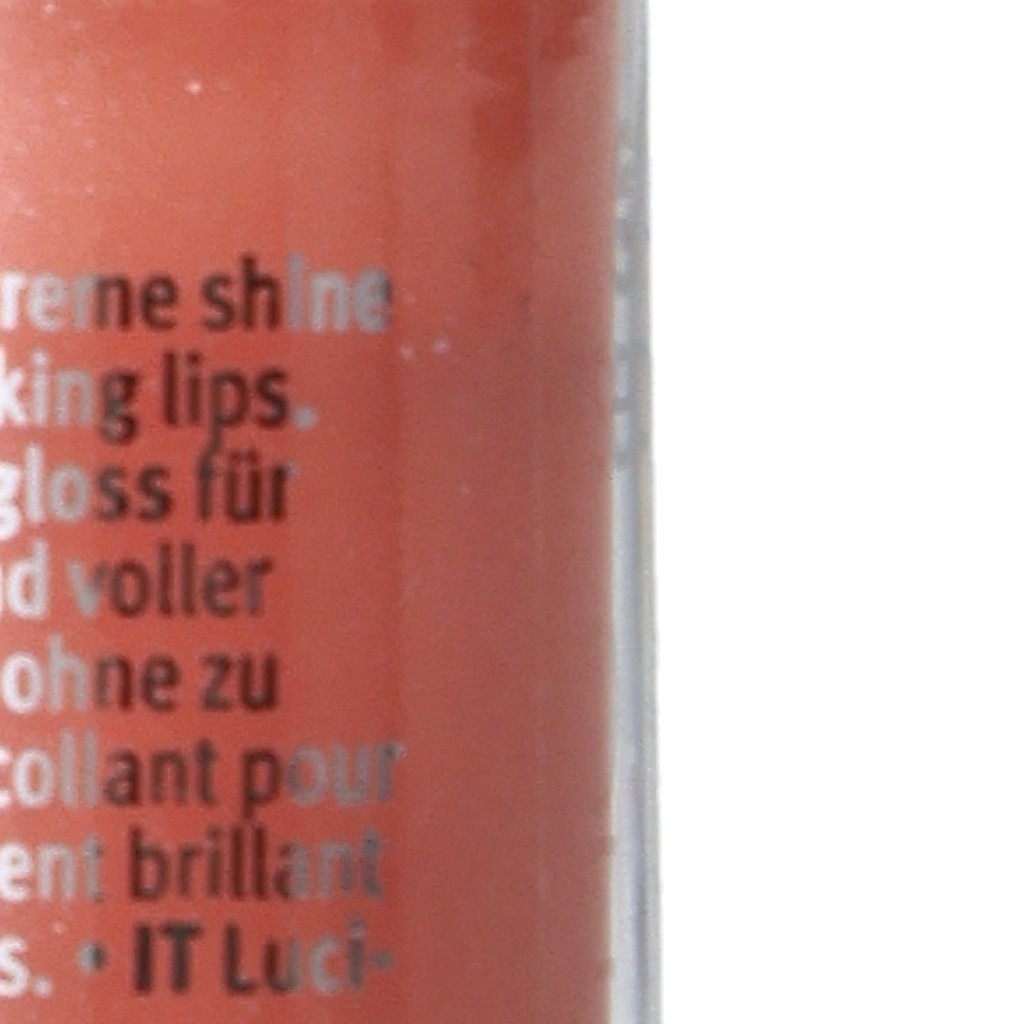 reme shine
king lips.
gloss für
d voller
ohne zu
collant pour
ent brillant
s. • IT Luci-